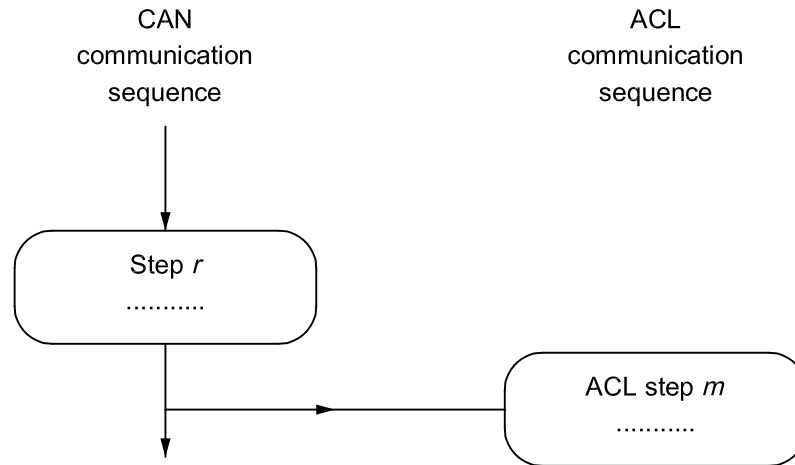 CAN
communication
sequence
ACL
communication
sequence
Step r
...........
ACL step m
...........